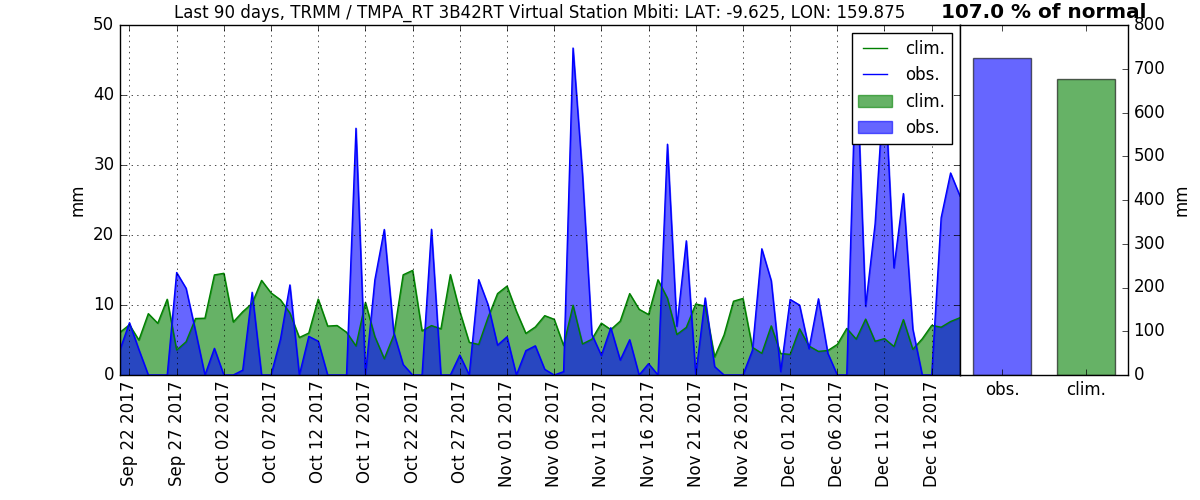 Last 90 days, TRMM / TMPA_RT 3B42RT Virtual Station Mbiti: LAT: -9.625, LON: 159.875
107.0 % of normal
50
40
30
20
10
0
mm
clim.
obs.
clim.
obs.
800
700
600
500
400
300
200
100
0
mm
obs.
clim.
Sep 22 2017
Sep 27 2017
Oct 02 2017
Oct 07 2017
Oct 12 2017
Oct 17 2017
Oct 22 2017
Oct 27 2017
Nov 01 2017
Nov 06 2017
Nov 11 2017
Nov 16 2017
Nov 21 2017
Nov 26 2017
Dec 01 2017
Dec 06 2017
Dec 11 2017
Dec 16 2017